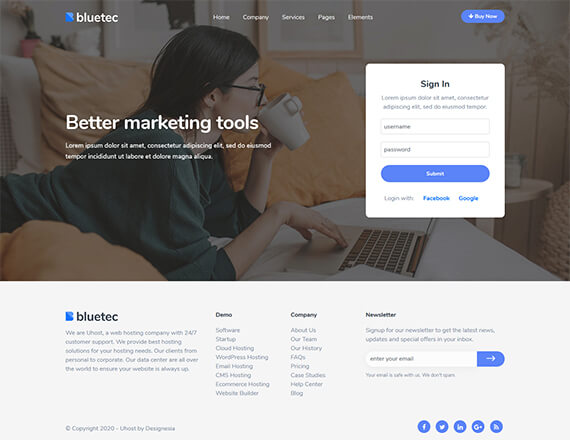 bluetec
Home Company Services Pages Elements
Buy Now
Better marketing tools
Lorem ipsum dolor sit amet, consectetur adipiscing elit, sed do eiusmod
tempor incididunt ut labore et dolore magna aliqua.
Sign In
Lorem ipsum dolor sit amet, consectetur
adipisicing elit, sed do eiusmod tempor.
username
password
Submit
Login with: Facebook Google
bluetec
We are Uhost, a web hosting company with 24/7
customer support. We provide best hosting
solutions for your hosting needs. Our clients from
personal to corporate. Our data center are all over
the world to ensure your website is always up.
Demo
Software
Startup
Cloud Hosting
WordPress Hosting
Email Hosting
CMS Hosting
Ecommerce Hosting
Website Builder
Company
About Us
Our Team
Our History
FAQs
Pricing
Case Studies
Help Center
Blog
Newsletter
Signup for our newsletter to get the latest news,
updates and special offers in your inbox.
enter your email
Your email is safe with us. We don't spam.
© Copyright 2020 - Uhost by Designesia